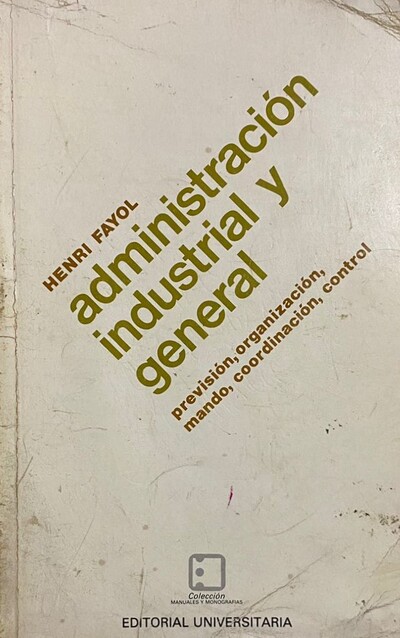 HENRI FAYOL
administración
industrial y
general
previsión, organización,
mando, coordinación, control
Colección
MANUALES Y MONOGRAFIAS
EDITORIAL UNIVERSITARIA